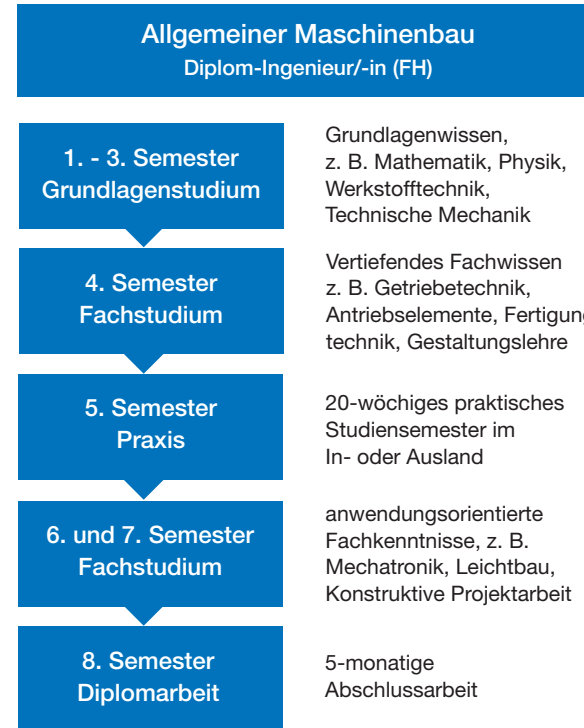 Allgemeiner Maschinenbau
Diplom-Ingenieur/-in (FH)
1. - 3. Semester
Grundlagenstudium
Grundlagenwissen,
z. B. Mathematik, Physik,
Werkstofftechnik,
Technische Mechanik
4. Semester
Fachstudium
Vertiefendes Fachwissen
z. B. Getriebetechnik,
Antriebselemente, Fertigung
technik, Gestaltungslehre
5. Semester
Praxis
20-wöchiges praktisches
Studiensemester im
In- oder Ausland
6. und 7. Semester
Fachstudium
anwendungsorientierte
Fachkenntnisse, z. B.
Mechatronik, Leichtbau,
Konstruktive Projektarbeit
8. Semester
Diplomarbeit
5-monatige
Abschlussarbeit